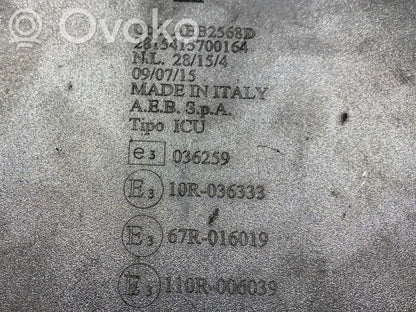 Ovoko
2815415700164
N.L. 28/15/4
09/07/15
MADE IN ITALY
A.E.B. S.p.A.
Tipo ICU
e3 036259
E3 10R-036333
E3 67R-016019
E3 110R-006039